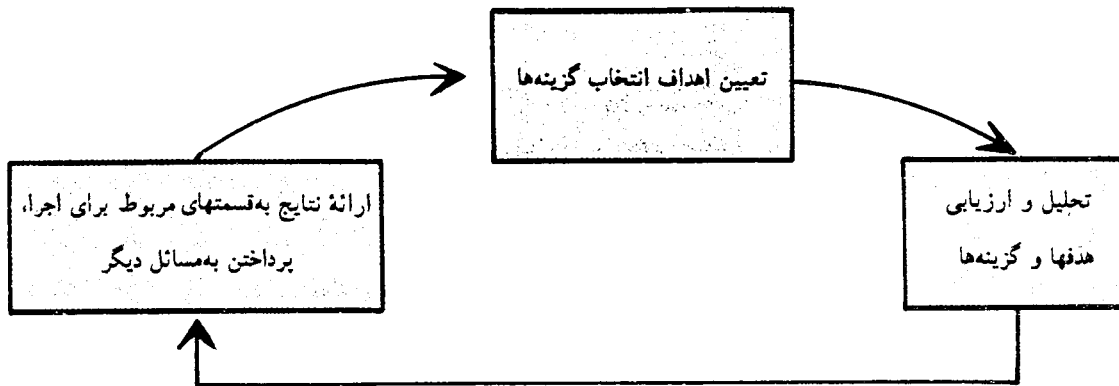 تعیین اهداف انتخاب گزینه‌ها
تحلیل و ارزیابی
هدفها و گزینه‌ها
ارائهٔ نتایج به‌قسمتهای مربوط برای اجرا،
پرداختن به‌مسائل دیگر